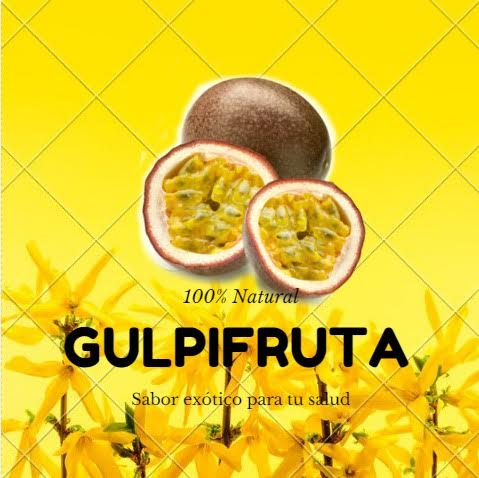 100% Natural
GULPIFRUTA
Sabor exótico para tu salud